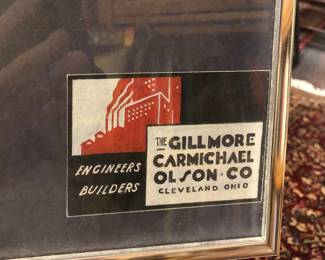 THE GILLMORE
CARMICHAEL
OLSON·CO
CLEVELAND OHIO
ENGINEERS
BUILDERS